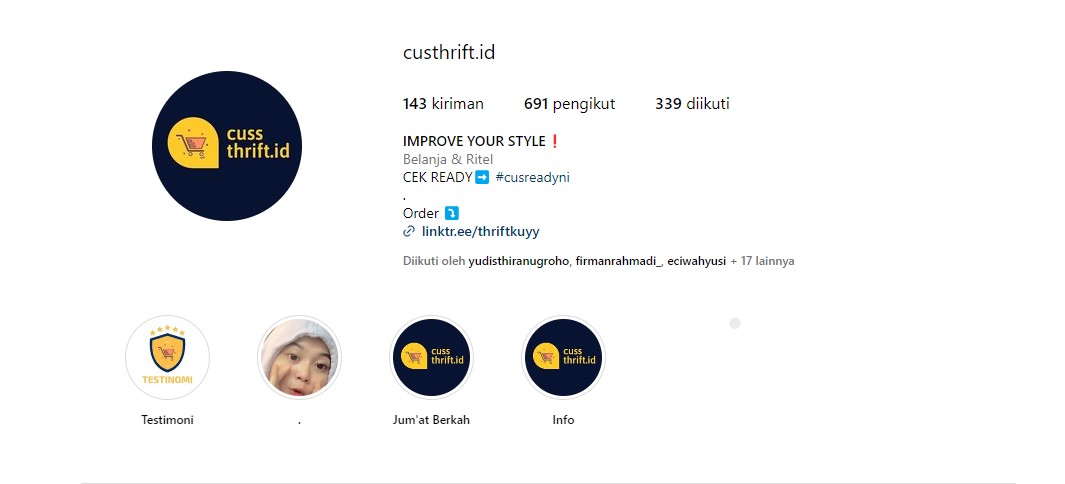 custhrift.id
143 kiriman 691 pengikut 339 diikuti
cuss
thrift.id
IMPROVE YOUR STYLE❗
Belanja & Ritel
CEK READY➡️ #cusreadyni
.
Order ⤵️
linktr.ee/thriftkuyy
Diikuti oleh yudisthiranugroho, firmanrahmadi_, eciwahyusi + 17 lainnya
TESTINOMI
cuss
thrift.id
cuss
thrift.id
Testimoni
.
Jum'at Berkah
Info